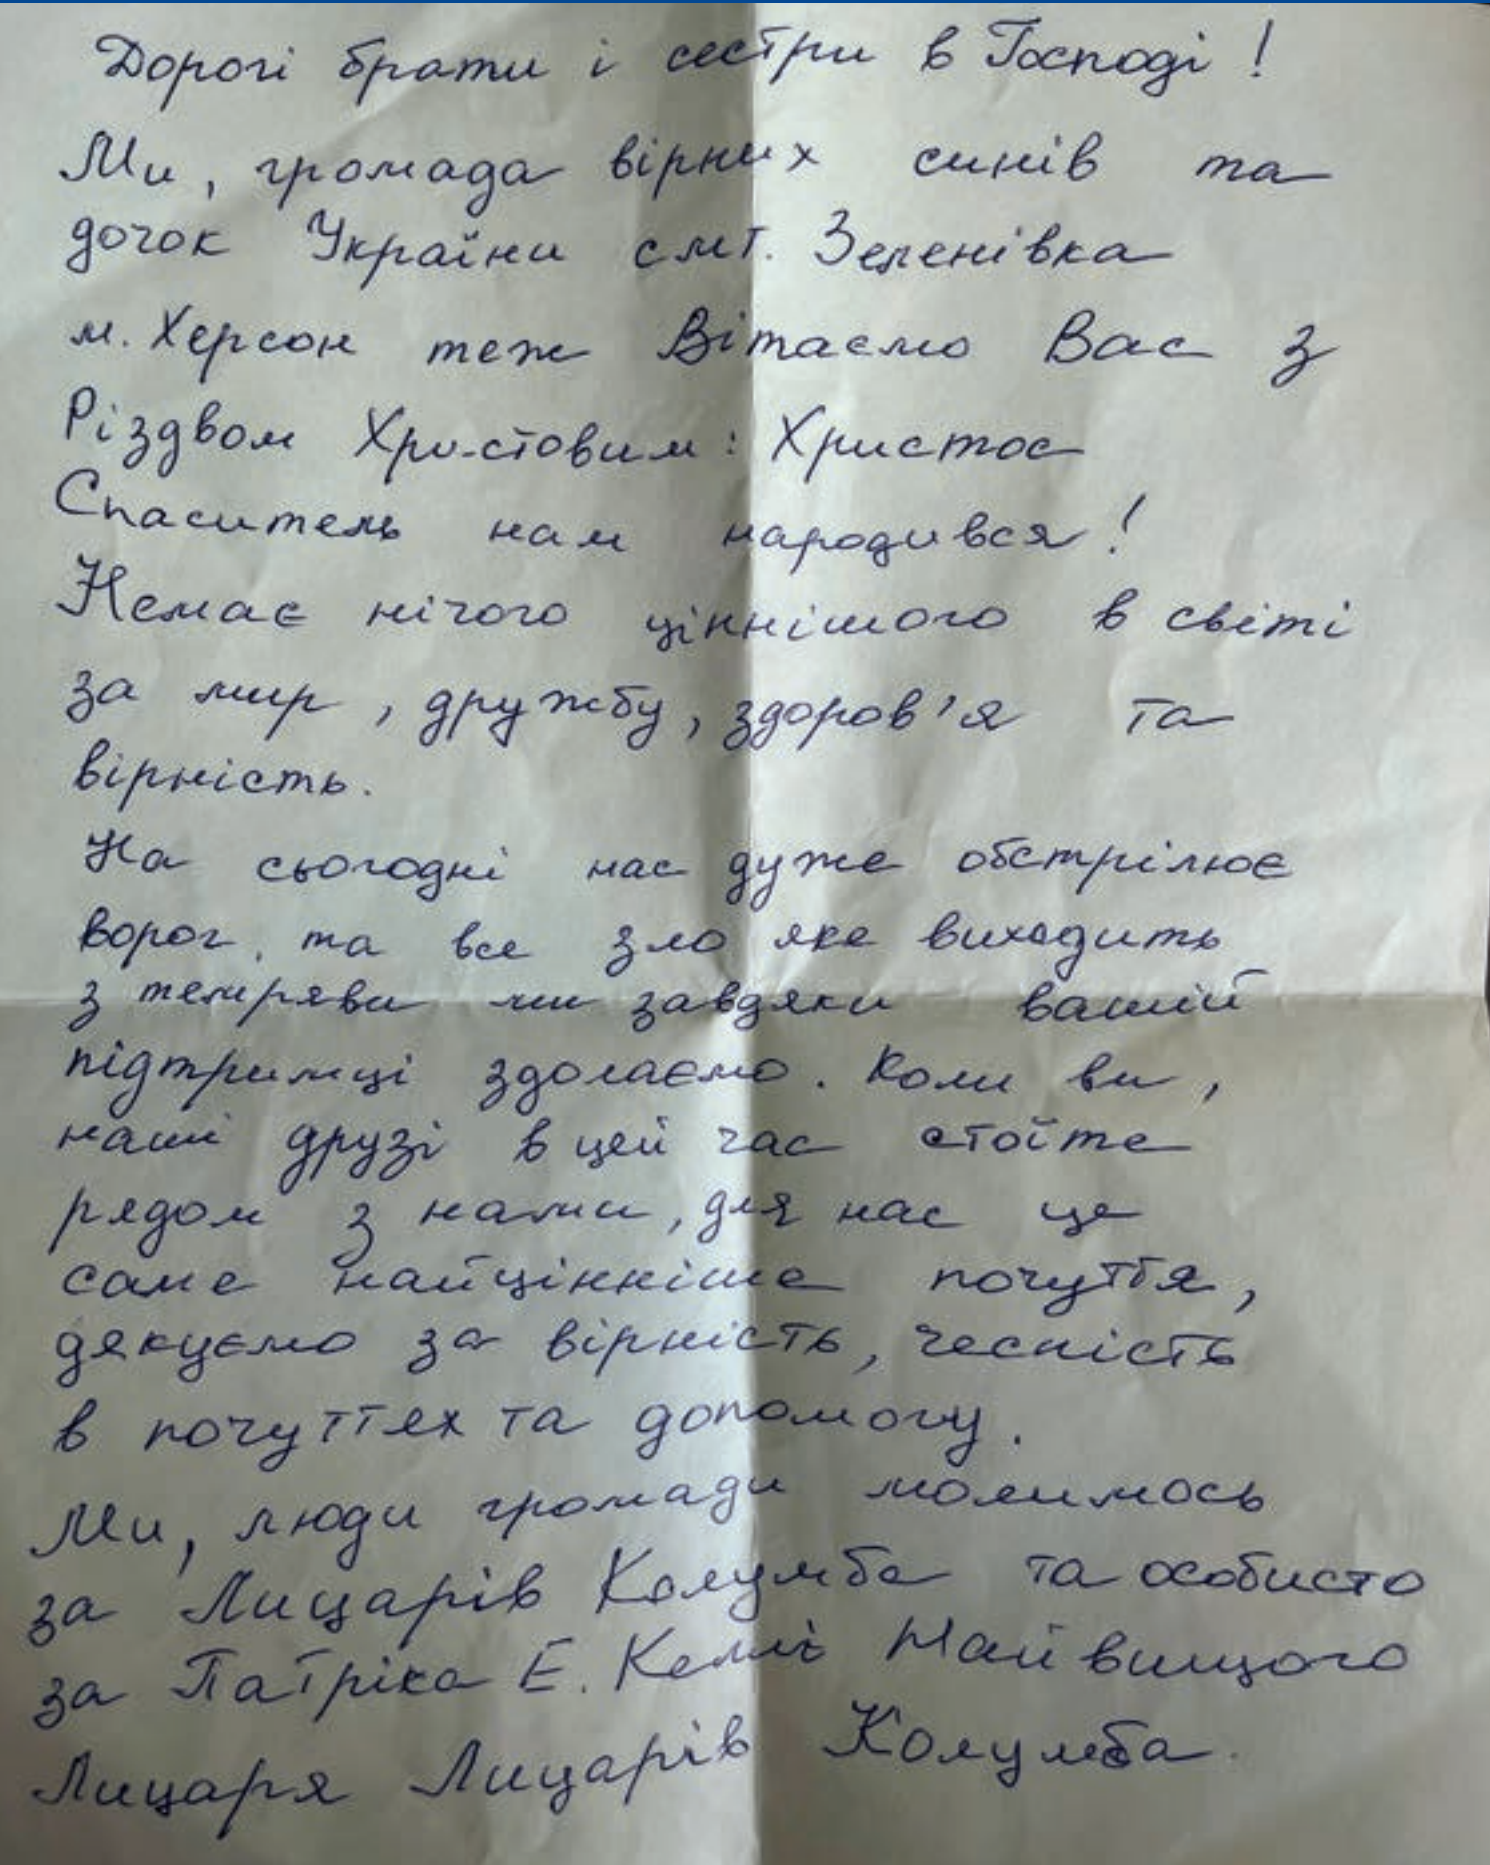 Дорогі брати і сестри в Господі!
Ми, громада вірних синів та
дочок України смт. Зеленівка
м. Херсон теж Вітаємо Вас з
Різдвом Христовим: Христос
Спаситель нам народився!
Немає нічого ціннішого в світі
за мир, дружбу, здоров'я та
вірність.
На сьогодні нас дуже обстрілює
ворог, та все зло яке виходить
з темряви ми завдяки вашій
підтримці здолаємо. Коли ви,
наші друзі в цей час стоїте
рядом з нами, для нас це
саме найцінніше почуття,
дякуємо за вірність, чесність
в почуттях та допомогу.
Ми, люди громади молимось
за Лицарів Колумба та особисто
за Патріка Е. Келлі Найвищого
Лицаря Лицарів Колумба.